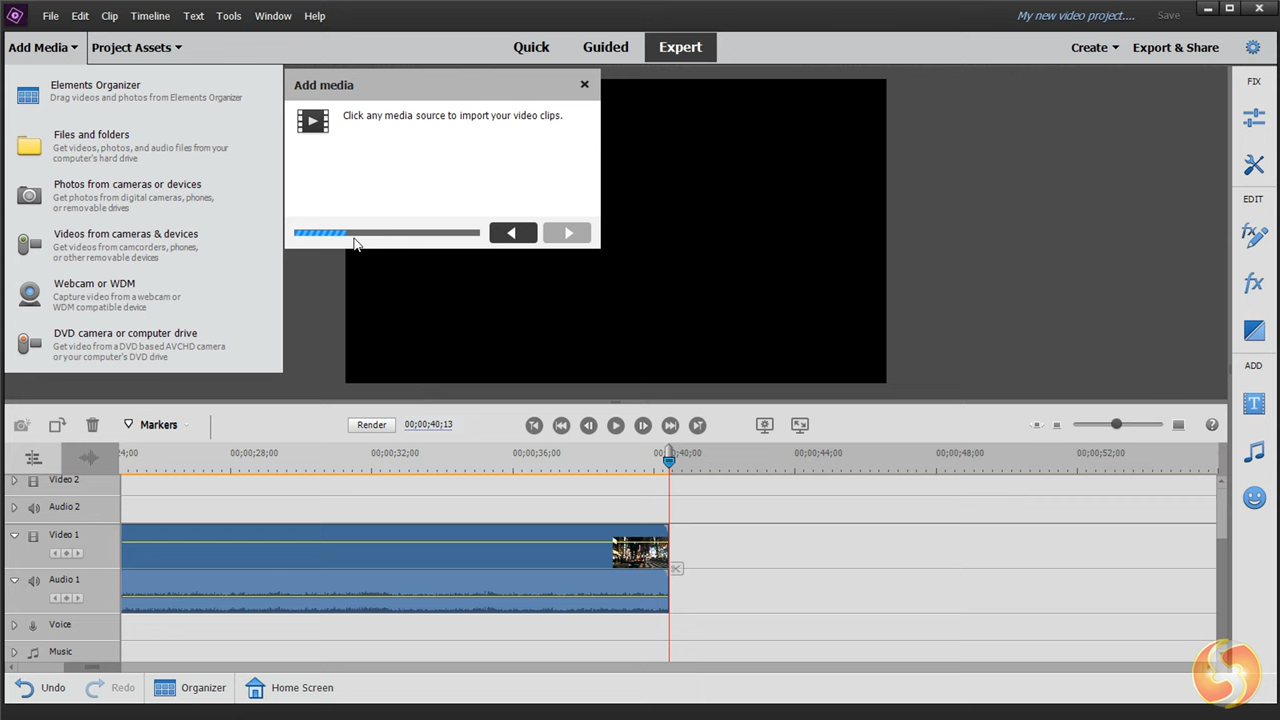 File Edit Clip Timeline Text Tools Window Help
My new video project.... Save
Add Media Project Assets
Quick Guided Expert
Create Export & Share
Elements Organizer
Drag videos and photos from Elements Organizer
Files and folders
Get videos, photos, and audio files from your
computer's hard drive
Photos from cameras or devices
Get photos from digital cameras, phones,
or removable drives
Videos from cameras & devices
Get videos from camcorders, phones,
or other removable devices
Webcam or WDM
Capture video from a webcam or
WDM compatible device
DVD camera or computer drive
Get video from a DVD based AVCHD camera
or your computer's DVD drive
Add media
Click any media source to import your video clips.
FIX
EDIT
fx
fx
ADD
T
Markers
Render 00;00;40;13
?
24;00 00;00;28;00 00;00;32;00 00;00;36;00 00;00;40;00 00;00;44;00 00;00;48;00 00;00;52;00
Video 2
Audio 2
Video 1
Audio 1
Voice
Music
Undo Redo Organizer Home Screen